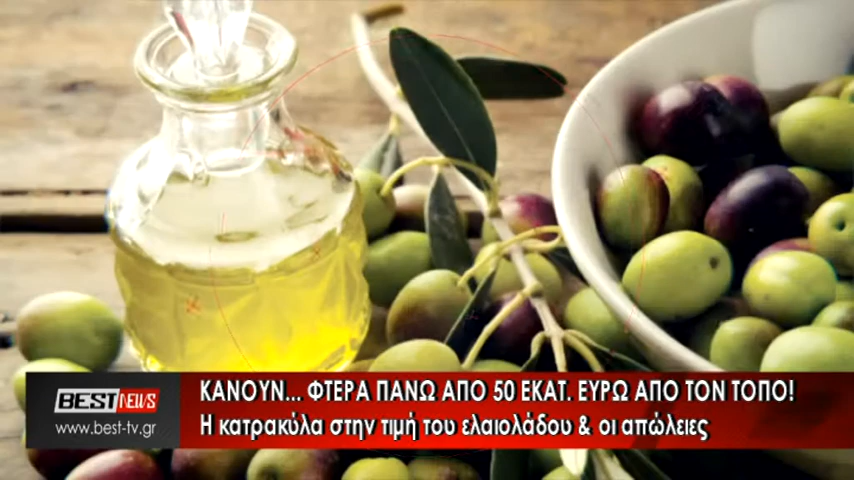 ΚΑΝΟΥΝ... ΦΤΕΡΑ ΠΑΝΩ ΑΠΟ 50 ΕΚΑΤ. ΕΥΡΩ ΑΠΟ ΤΟΝ ΤΟΠΟ!
BEST NEWS
www.best-tv.gr
Η κατρακύλα στην τιμή του ελαιολάδου & οι απώλειες